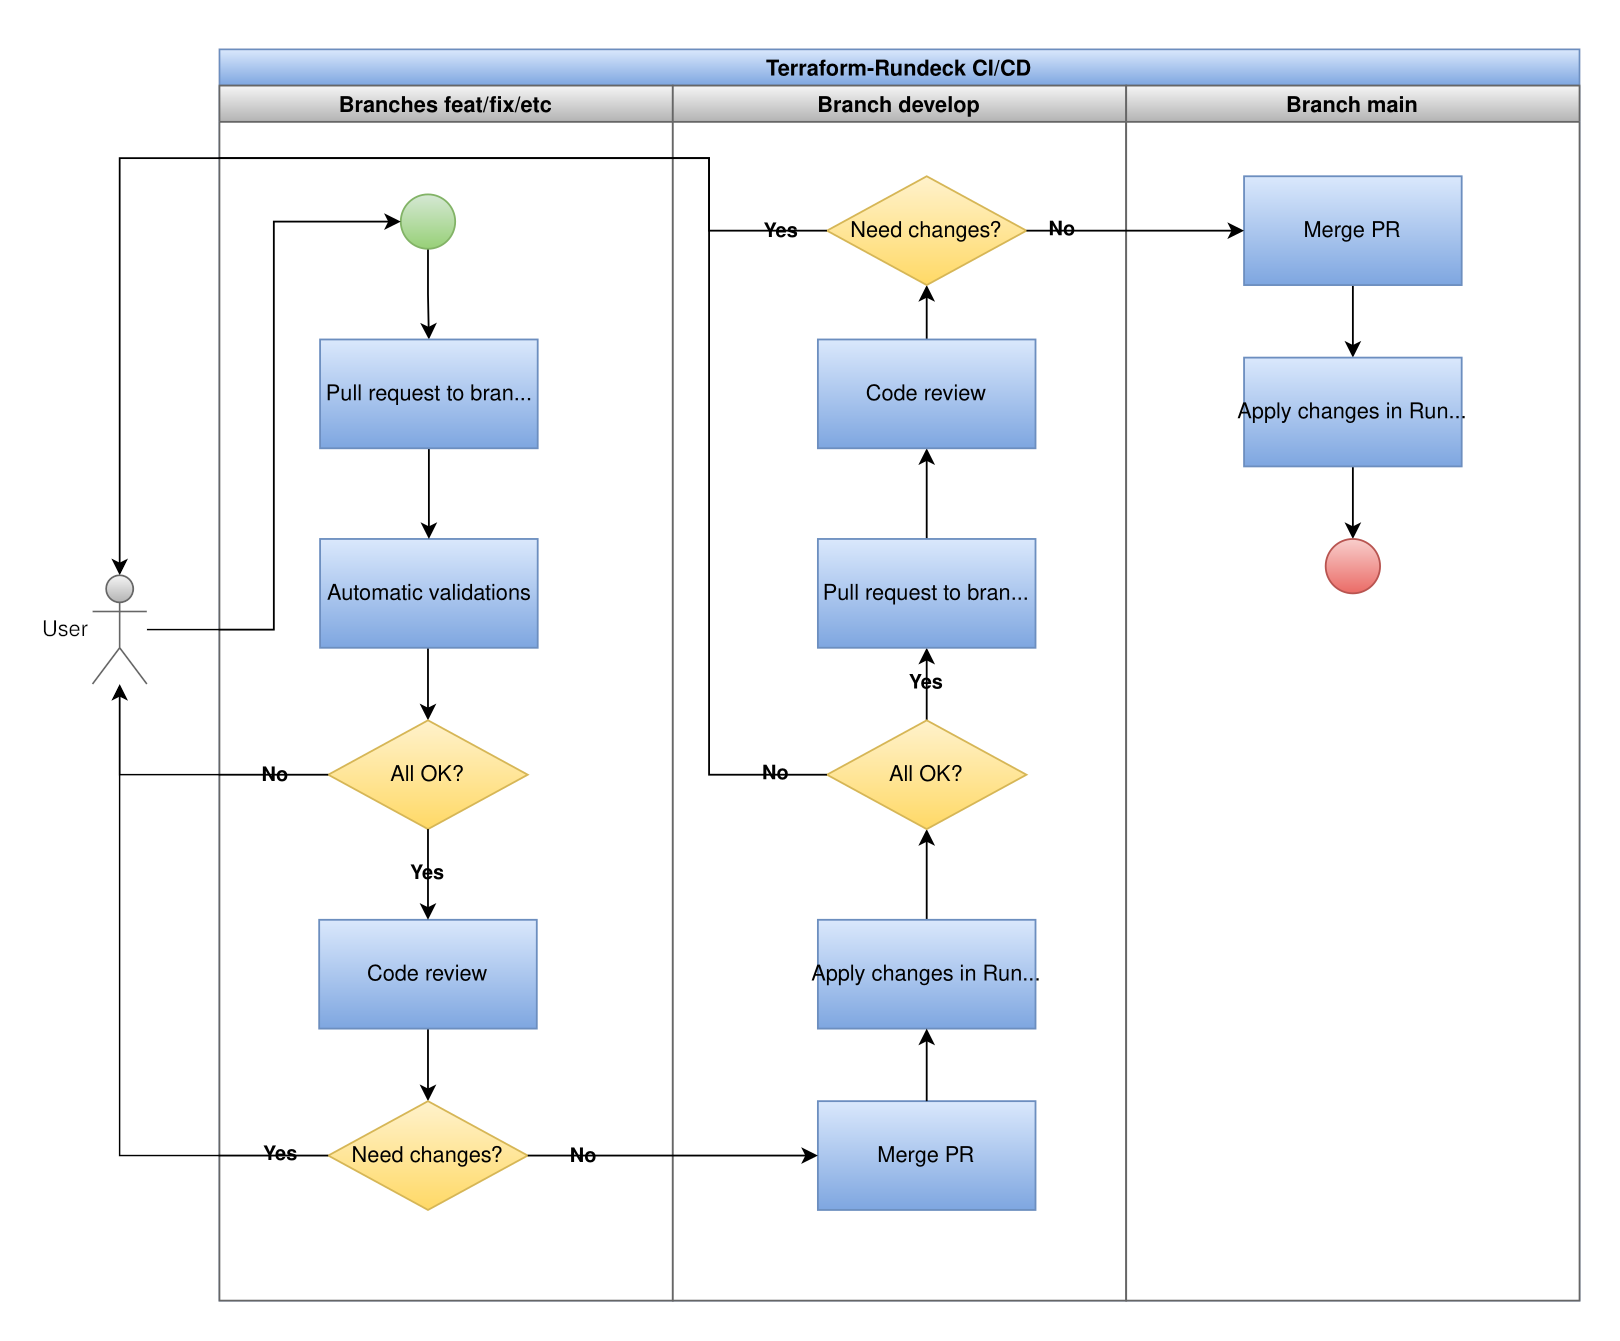 Terraform-Rundeck CI/CD
Branches feat/fix/etc
Branch develop
Branch main
User
Pull request to bran...
Automatic validations
All OK?
No
Yes
Code review
Need changes?
Yes
No
Merge PR
Apply changes in Run...
All OK?
No
Yes
Pull request to bran...
Code review
Need changes?
Yes
No
Merge PR
Apply changes in Run...